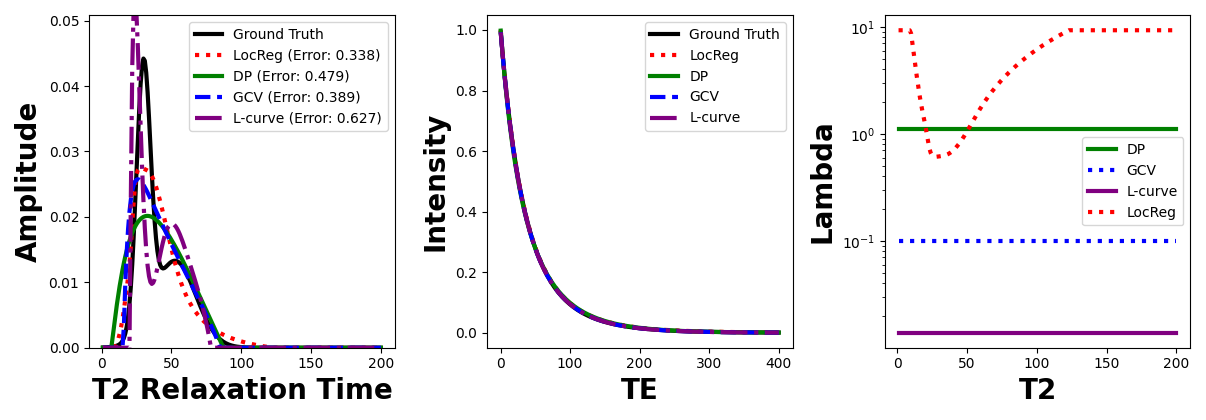 0.05
0.04
0.03
0.02
0.01
0.00
0
50
100
150
200
Amplitude
T2 Relaxation Time
Ground Truth
LocReg (Error: 0.338)
DP (Error: 0.479)
GCV (Error: 0.389)
L-curve (Error: 0.627)
1.0
0.8
0.6
0.4
0.2
0.0
0
100
200
300
400
Intensity
TE
Ground Truth
LocReg
DP
GCV
L-curve
10¹
10⁰
10⁻¹
0
50
100
150
200
Lambda
T2
DP
GCV
L-curve
LocReg